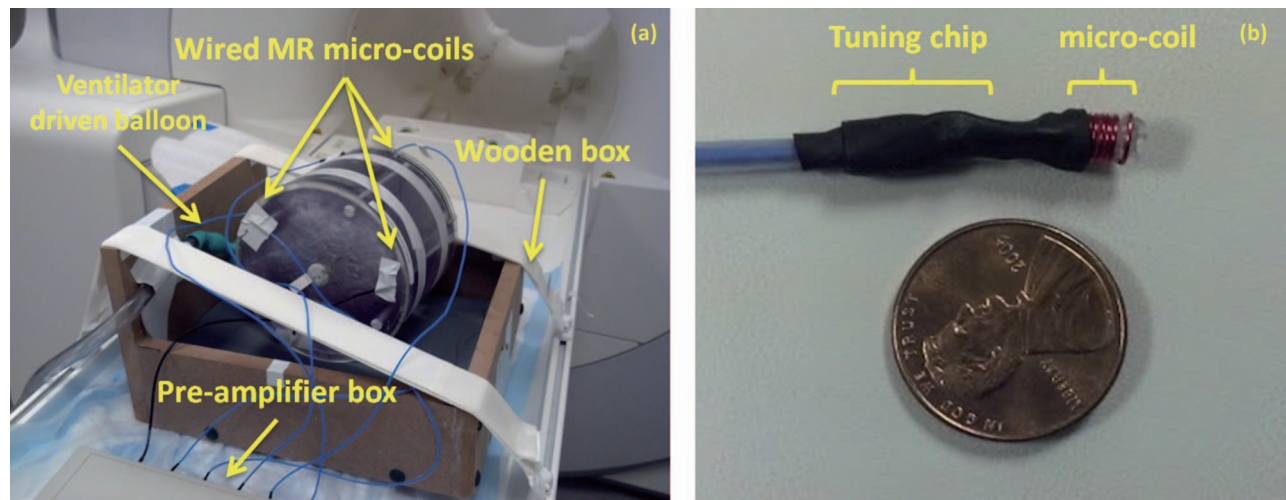 (a)
Wired MR micro-coils
Ventilator
driven balloon
Wooden box
Pre-amplifier box
Tuning chip
micro-coil
(b)
IN GOD WE TRUST
LIBERTY
2004